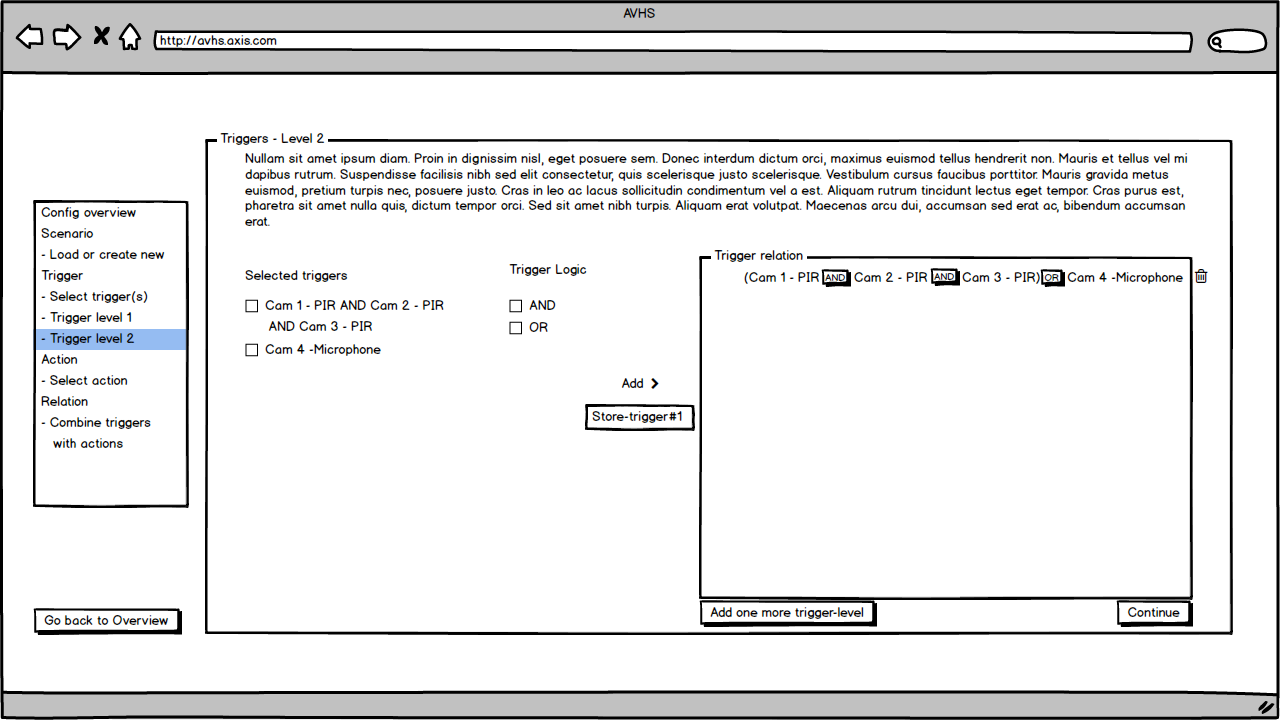 AVHS
http://avhs.axis.com
Triggers - Level 2
Nullam sit amet ipsum diam. Proin in dignissim nisl, eget posuere sem. Donec interdum dictum orci, maximus euismod tellus hendrerit non. Mauris et tellus vel mi
dapibus rutrum. Suspendisse facilisis nibh sed elit consectetur, quis scelerisque justo scelerisque. Vestibulum cursus faucibus porttitor. Mauris gravida metus
euismod, pretium turpis nec, posuere justo. Cras in leo ac lacus sollicitudin condimentum vel a est. Aliquam rutrum tincidunt lectus eget tempor. Cras purus est,
pharetra sit amet nulla quis, dictum tempor orci. Sed sit amet nibh turpis. Aliquam erat volutpat. Maecenas arcu dui, accumsan sed erat ac, bibendum accumsan
erat.
Config overview
Scenario
- Load or create new
Trigger
- Select trigger(s)
- Trigger level 1
- Trigger level 2
Action
- Select action
Relation
- Combine triggers
with actions
Go back to Overview
Selected triggers
Cam 1 - PIR AND Cam 2 - PIR
AND Cam 3 - PIR
Cam 4 -Microphone
Trigger Logic
AND
OR
Add
Store-trigger#1
Trigger relation
(Cam 1 - PIR AND Cam 2 - PIR AND Cam 3 - PIR) OR Cam 4 -Microphone
Add one more trigger-level
Continue